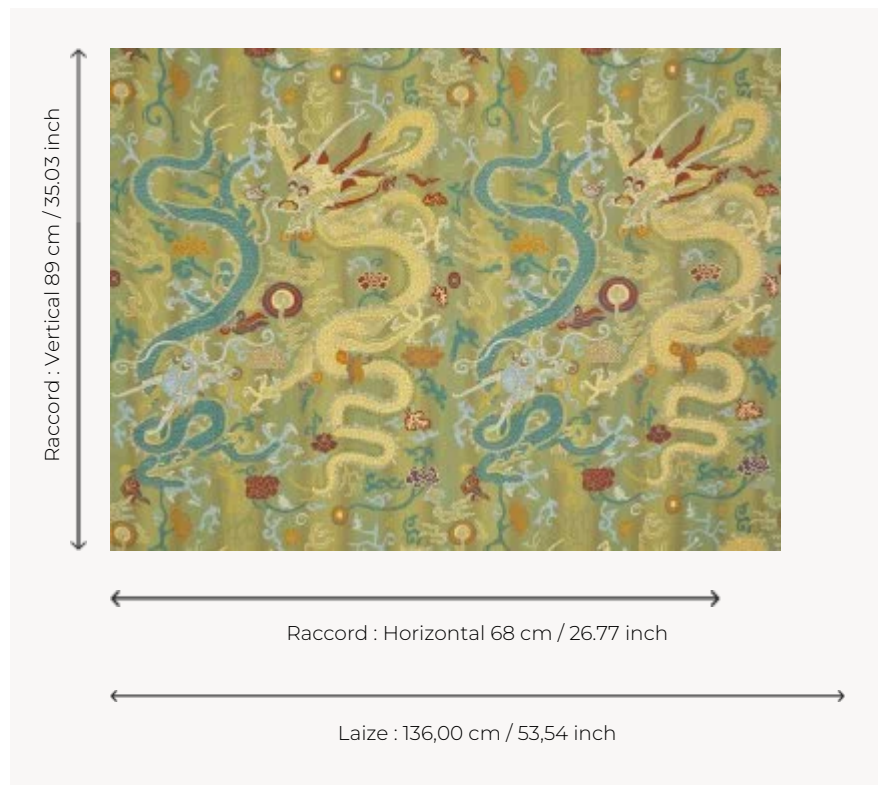 Raccord : Vertical 89 cm / 35.03 inch
Raccord : Horizontal 68 cm / 26.77 inch
Laize : 136,00 cm / 53,54 inch